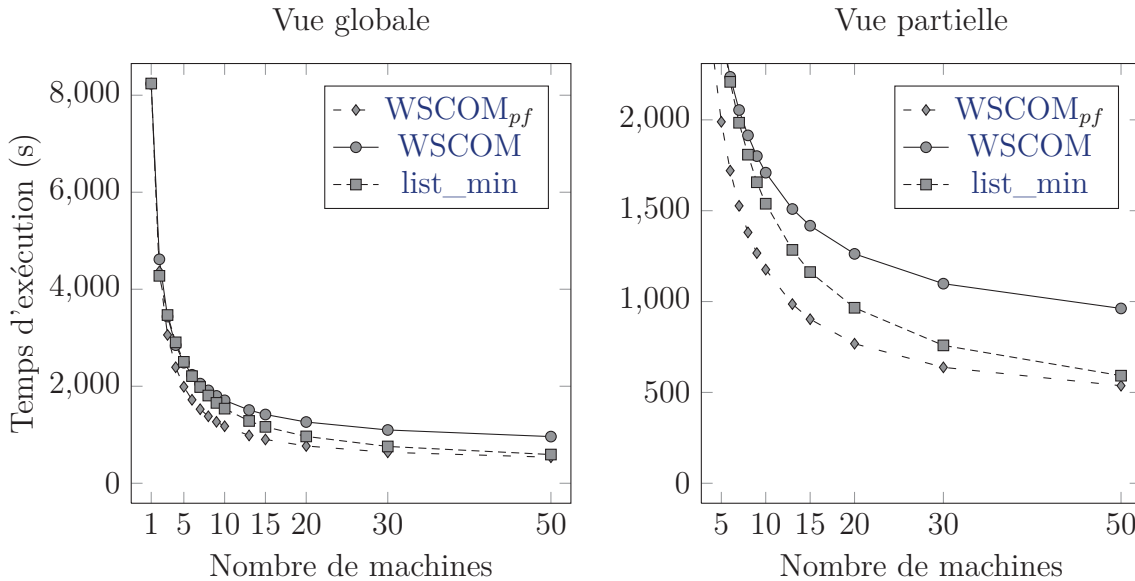 Vue globale
Vue partielle
Temps d'exécution (s)
8,000
6,000
4,000
2,000
0
WSCOM_pf
WSCOM
list_min
1 5 10 15 20 30 50
Nombre de machines
2,000
1,500
1,000
500
0
WSCOM_pf
WSCOM
list_min
5 10 15 20 30 50
Nombre de machines